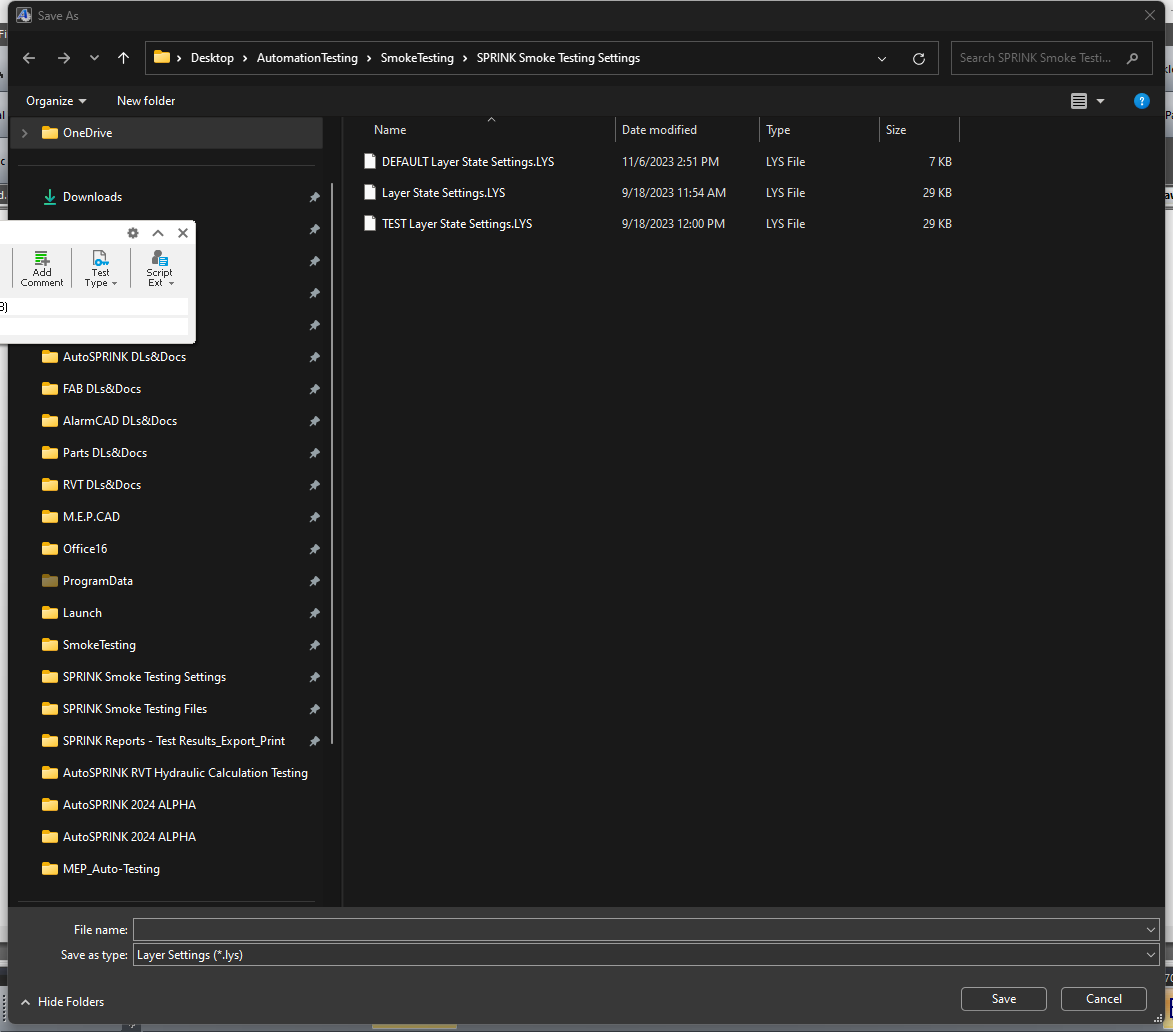 Save As
Desktop > AutomationTesting > SmokeTesting > SPRINK Smoke Testing Settings
Search SPRINK Smoke Testi...
Organize
New folder
OneDrive
Downloads
Add Comment
Test Type
Script Ext
AutoSPRINK DLs&Docs
FAB DLs&Docs
AlarmCAD DLs&Docs
Parts DLs&Docs
RVT DLs&Docs
M.E.P.CAD
Office16
ProgramData
Launch
SmokeTesting
SPRINK Smoke Testing Settings
SPRINK Smoke Testing Files
SPRINK Reports - Test Results_Export_Print
AutoSPRINK RVT Hydraulic Calculation Testing
AutoSPRINK 2024 ALPHA
AutoSPRINK 2024 ALPHA
MEP_Auto-Testing
Name Date modified Type Size
DEFAULT Layer State Settings.LYS 11/6/2023 2:51 PM LYS File 7 KB
Layer State Settings.LYS 9/18/2023 11:54 AM LYS File 29 KB
TEST Layer State Settings.LYS 9/18/2023 12:00 PM LYS File 29 KB
File name:
Save as type: Layer Settings (*.lys)
Hide Folders
Save
Cancel